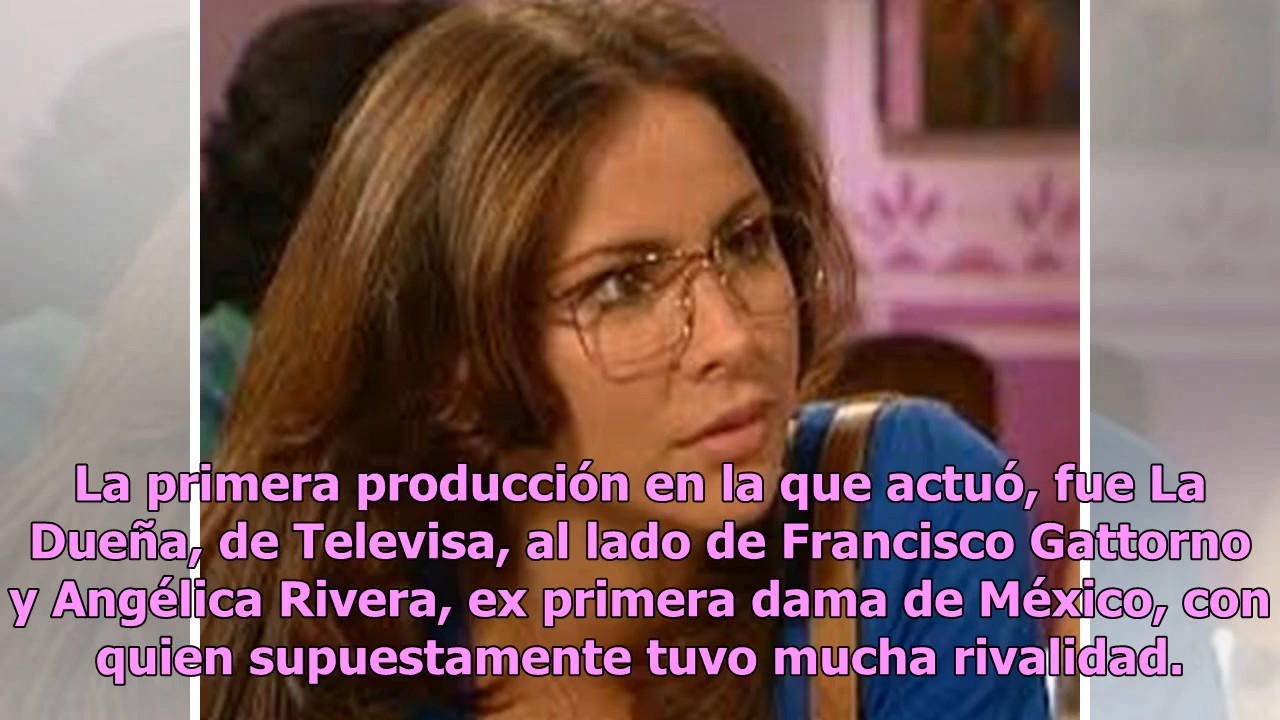 La primera producción en la que actuó, fue La
Dueña, de Televisa, al lado de Francisco Gattorno
y Angélica Rivera, ex primera dama de México, con
quien supuestamente tuvo mucha rivalidad.